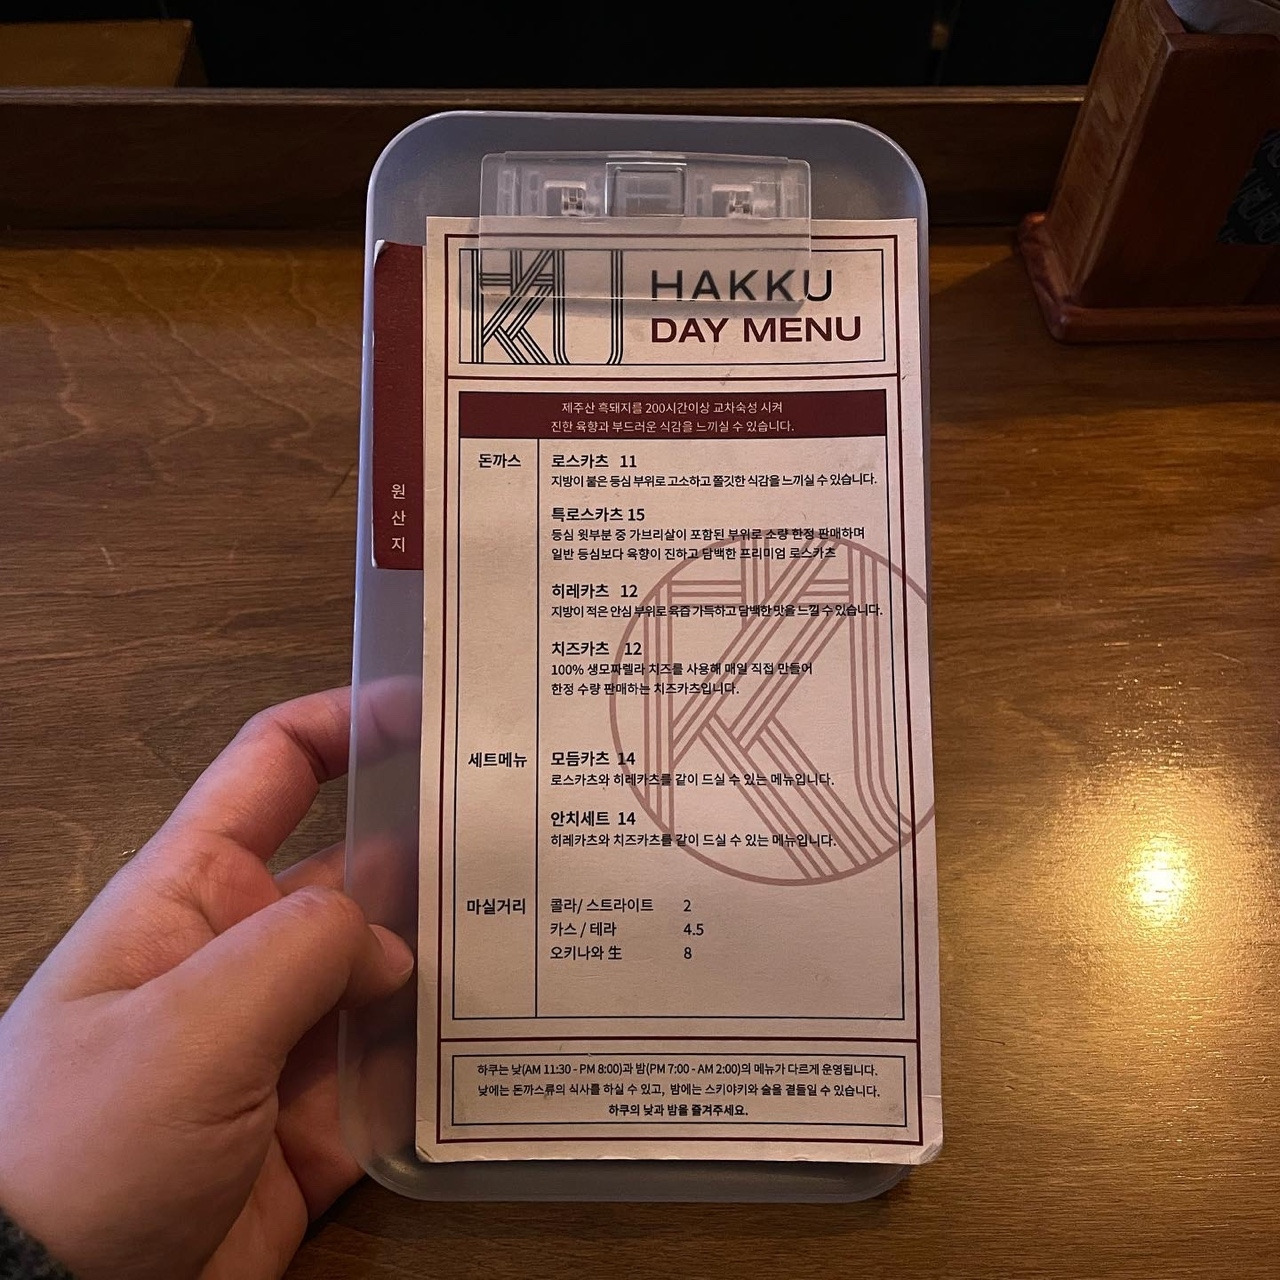 HAKKU
DAY MENU
원산지
제주산 흑돼지를 200시간이상 교차숙성 시켜
진한 육향과 부드러운 식감을 느끼실 수 있습니다.
돈까스
로스카츠 11
지방이 붙은 등심 부위로 고소하고 쫄깃한 식감을 느끼실 수 있습니다.
특로스카츠 15
등심 윗부분 중 가브리살이 포함된 부위로 소량 한정 판매하며
일반 등심보다 육향이 진하고 담백한 프리미엄 로스카츠
히레카츠 12
지방이 적은 안심 부위로 육즙 가득하고 담백한 맛을 느낄 수 있습니다.
치즈카츠 12
100% 생모짜렐라 치즈를 사용해 매일 직접 만들어
한정 수량 판매하는 치즈카츠입니다.
세트메뉴
모듬카츠 14
로스카츠와 히레카츠를 같이 드실 수 있는 메뉴입니다.
안치세트 14
히레카츠와 치즈카츠를 같이 드실 수 있는 메뉴입니다.
마실거리
콜라/ 스트라이트 2
카스 / 테라 4.5
오키나와 生 8
하쿠는 낮(AM 11:30 - PM 8:00)과 밤(PM 7:00 - AM 2:00)의 메뉴가 다르게 운영됩니다.
낮에는 돈까스류의 식사를 하실 수 있고, 밤에는 스키야키와 술을 곁들일 수 있습니다.
하쿠의 낮과 밤을 즐겨주세요.